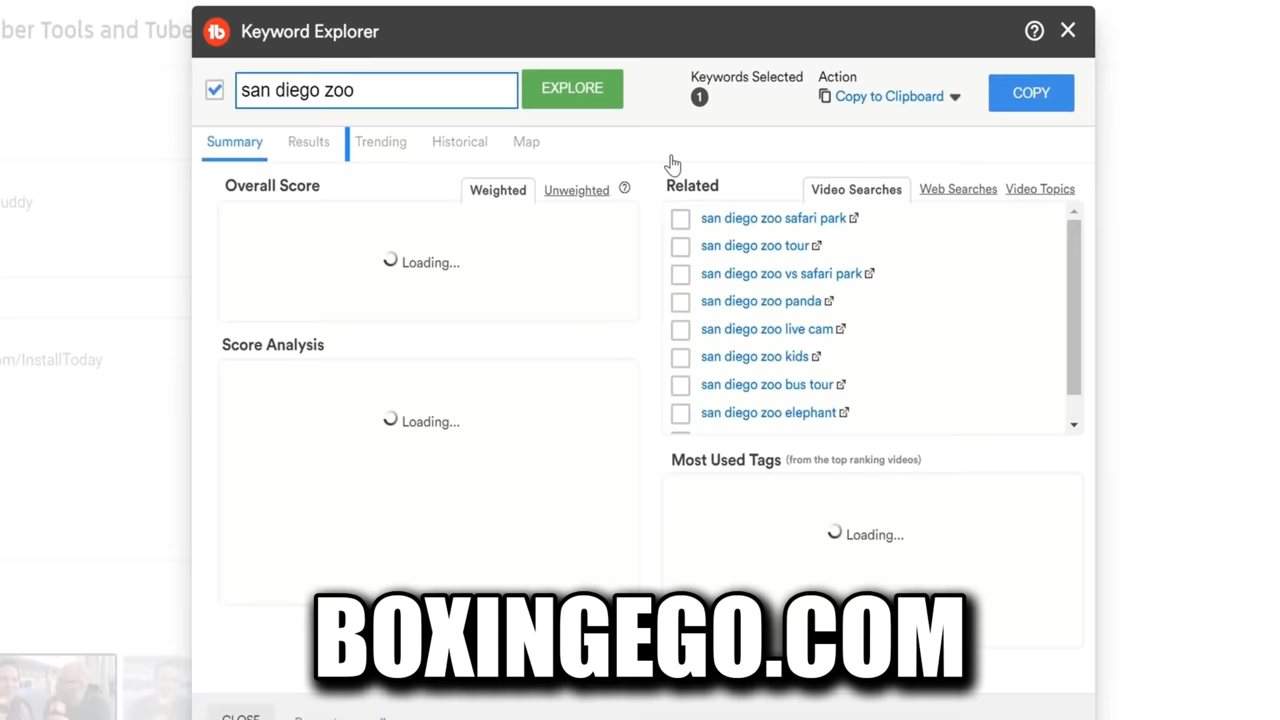 ber Tools and Tube
Keyword Explorer
san diego zoo
EXPLORE
Keywords Selected
1
Action
Copy to Clipboard
COPY
Summary
Results
Trending
Historical
Map
uddy
Overall Score
Weighted
Unweighted
Loading...
Related
Video Searches
Web Searches
Video Topics
san diego zoo safari park
san diego zoo tour
san diego zoo vs safari park
san diego zoo panda
san diego zoo live cam
san diego zoo kids
san diego zoo bus tour
san diego zoo elephant
om/InstallToday
Score Analysis
Loading...
Most Used Tags (from the top ranking videos)
Loading...
BOXINGEGO.COM
CLOSE